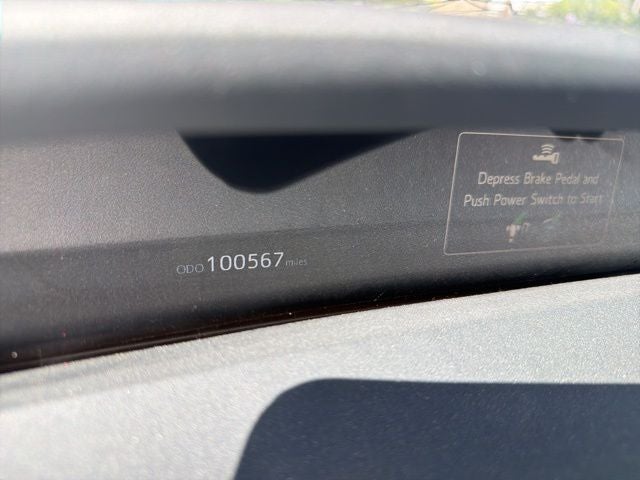 Depress Brake Pedal and
Push Power Switch to Start
ODO 100567 miles